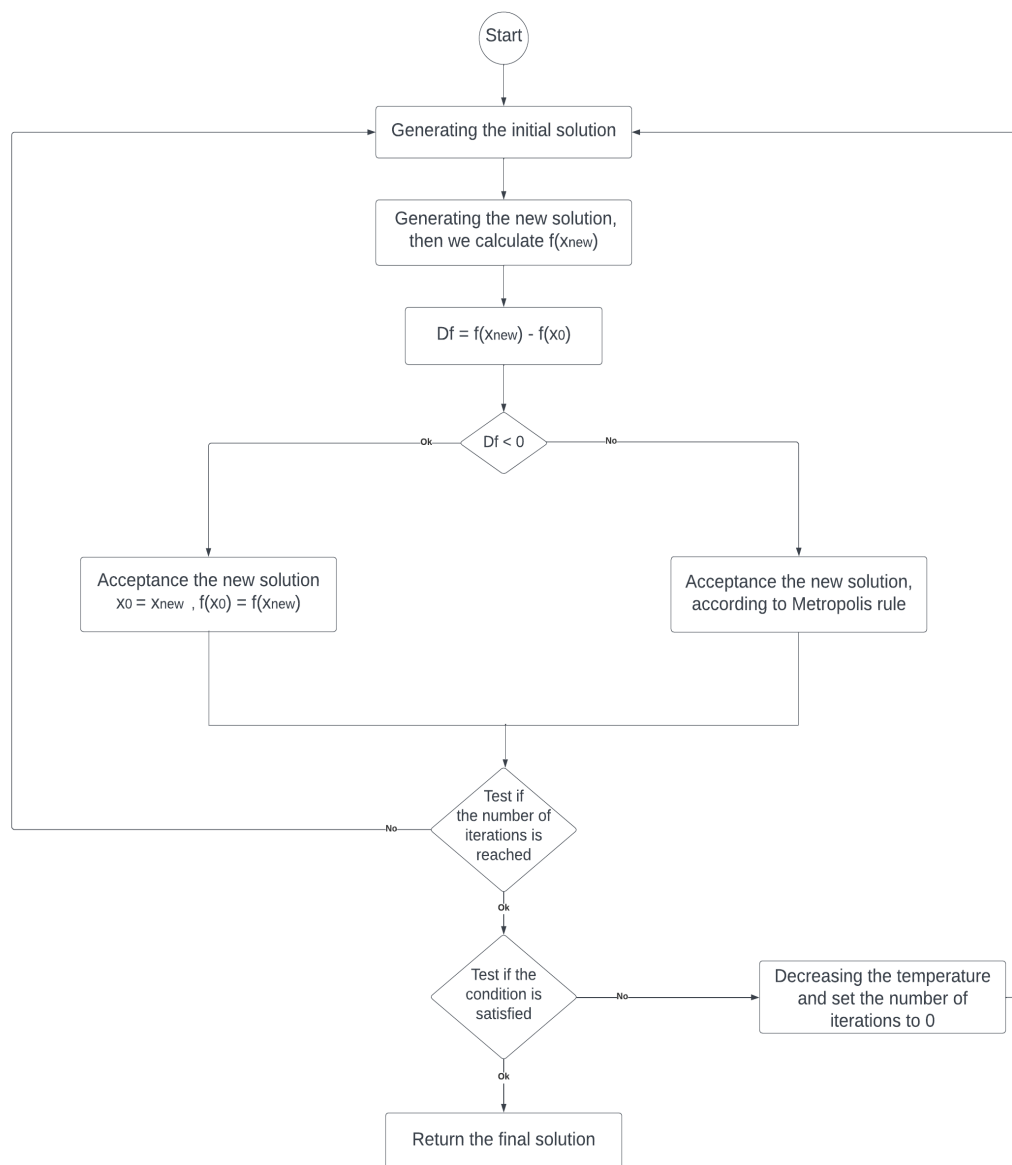 Start
Generating the initial solution
Generating the new solution,
then we calculate f(xnew)
Df = f(xnew) - f(x0)
Df < 0
Ok
No
Acceptance the new solution
x0 = xnew , f(x0) = f(xnew)
Acceptance the new solution,
according to Metropolis rule
Test if
the number of
iterations is
reached
No
Ok
Test if the
condition is
satisfied
No
Decreasing the temperature
and set the number of
iterations to 0
Ok
Return the final solution